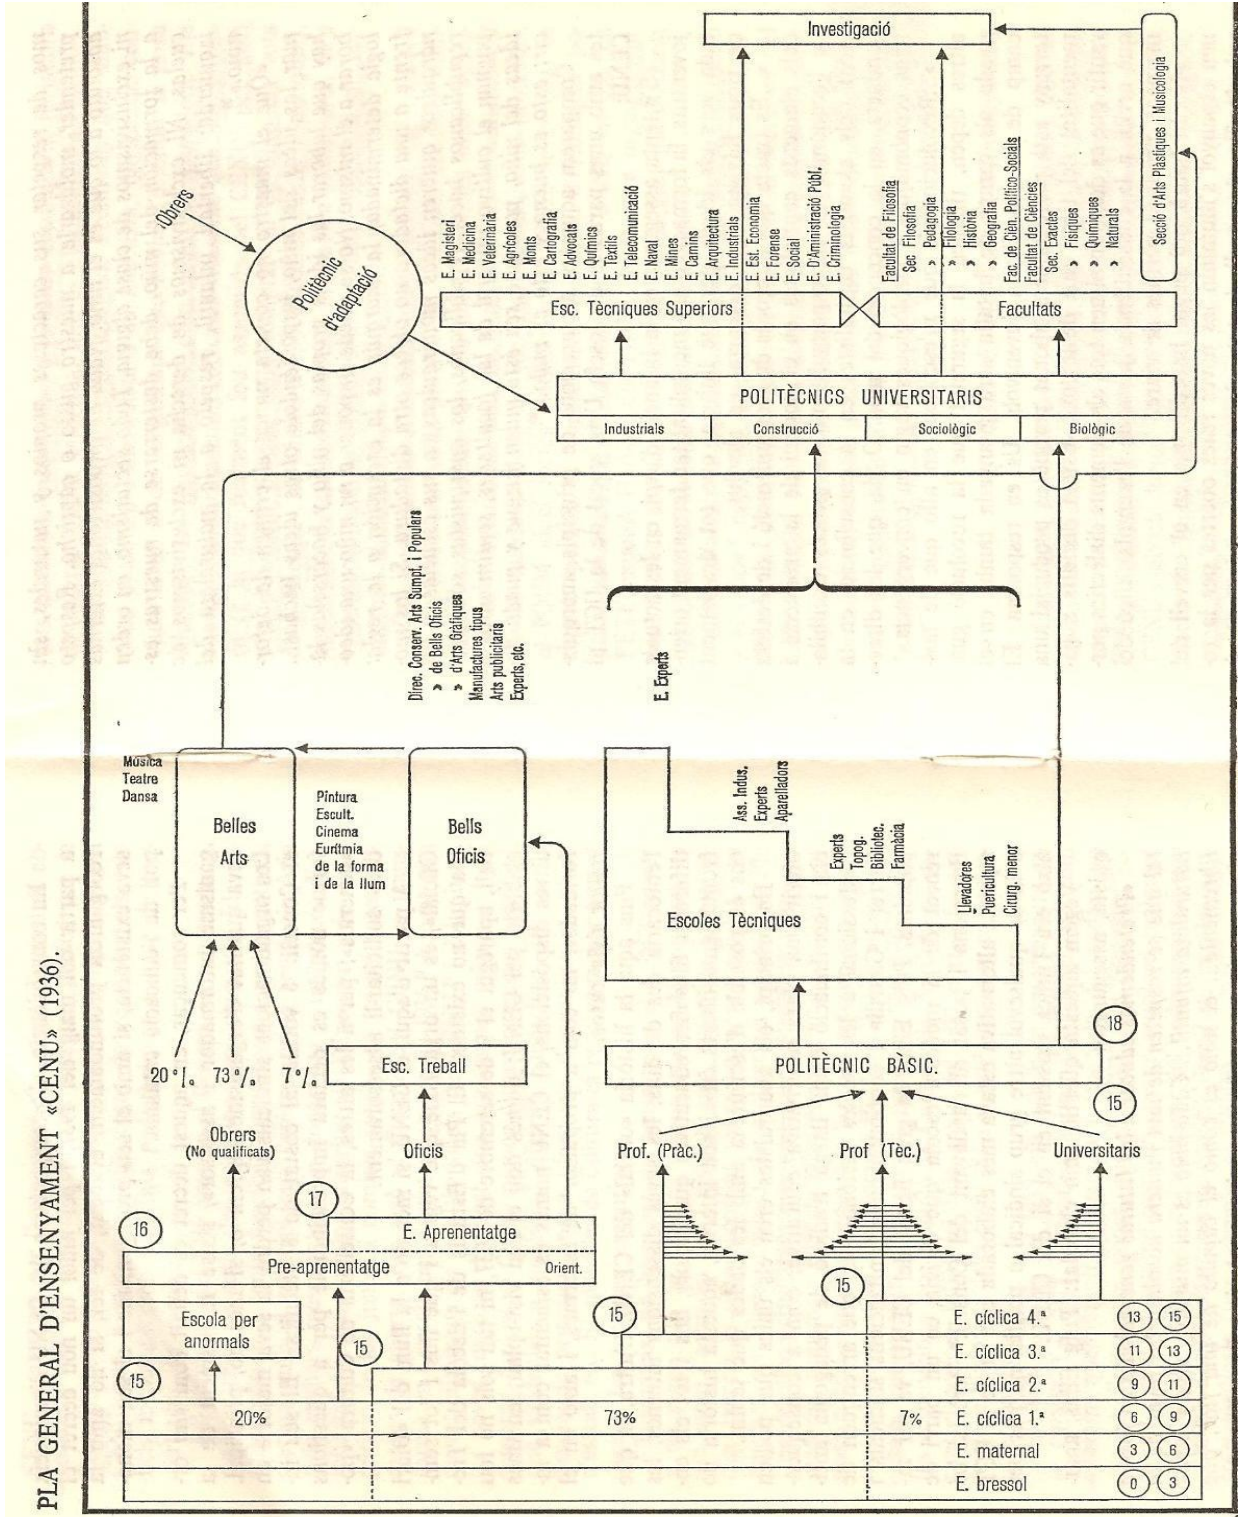 PLA GENERAL D'ENSENYAMENT «CENU» (1936).
Investigació
Secció d'Arts Plàstiques i Musicologia
Obrers
Politècnic
d'adaptació
E. Magisteri
E. Medicina
E. Veterinària
E. Agrícoles
E. Monts
E. Cartografia
E. Advocats
E. Químics
E. Textils
E. Telecomunicació
E. Naval
E. Mines
E. Camins
E. Arquitectura
E. Industrials
E. Est. Economia
E. Forense
E. Social
E. D'Administració Públ.
E. Criminologia
Facultat de Filosofia
Sec Filosofia
» Pedagogia
» Filologia
» Història
» Geografia
Fac. de Cièn. Político-Socials
Facultat de Ciències
Sec. Exactes
» Físiques
» Químiques
» Naturals
Esc. Tècniques Superiors
Facultats
POLITÈCNICS UNIVERSITARIS
Industrials
Construcció
Sociològic
Biològic
Direc. Conserv. Arts Sumpt. i Populars
» de Bells Oficis
» d'Arts Gràfiques
Manufactures tipus
Arts publicitaris
Experts, etc.
E. Experts
Música
Teatre
Dansa
Belles
Arts
Pintura
Escult.
Cinema
Eurítmia
de la forma
i de la llum
Bells
Oficis
Ass. Indus.
Experts
Aparelladors
Experts
Topog.
Bibliotec.
Farmàcia
Llevadores
Puericultura
Cirurg. menor
Escoles Tècniques
20 %
73 %
7 %
Esc. Treball
18
POLITÈCNIC BÀSIC.
15
Obrers
(No qualificats)
Oficis
Prof. (Pràc.)
Prof (Tèc.)
Universitaris
16
17
E. Aprenentatge
Pre-aprenentatge
Orient.
15
Escola per
anormals
15
15
15
E. cíclica 4.ª 13 15
E. cíclica 3.ª 11 13
E. cíclica 2.ª 9 11
20% 73% 7% E. cíclica 1.ª 6 9
E. maternal 3 6
E. bressol 0 3